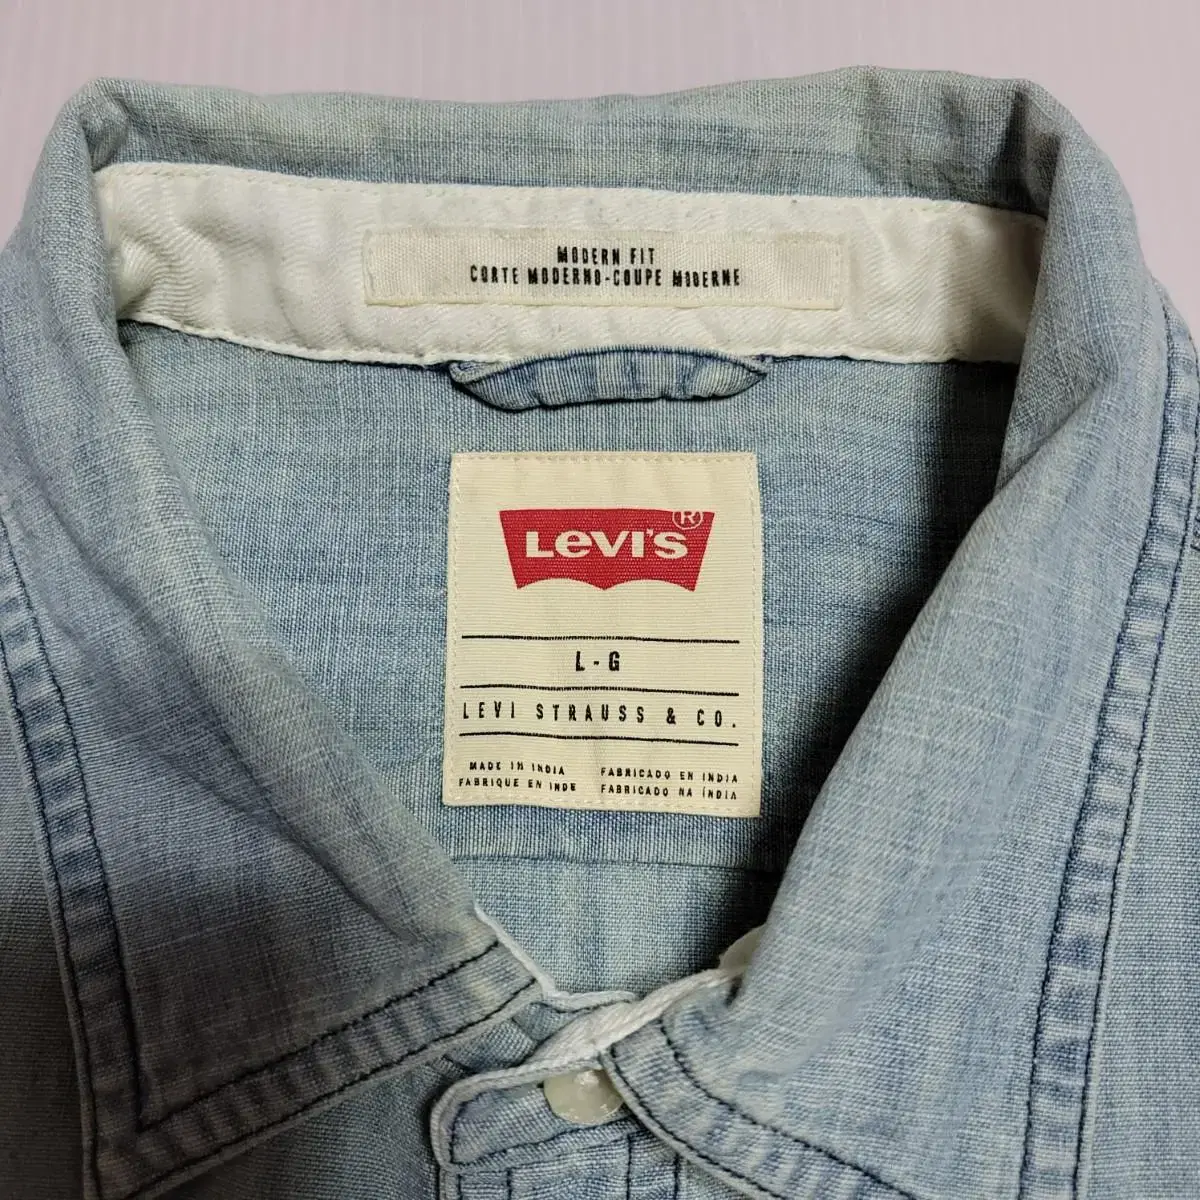 MODERN FIT
CORTE MODERNO-COUPE MODERNE
LEVI'S ®
L - G
LEVI STRAUSS & CO.
MADE IN INDIA FABRICADO EN INDIA
FABRIQUE EN INDE FABRICADO NA ÍNDIA